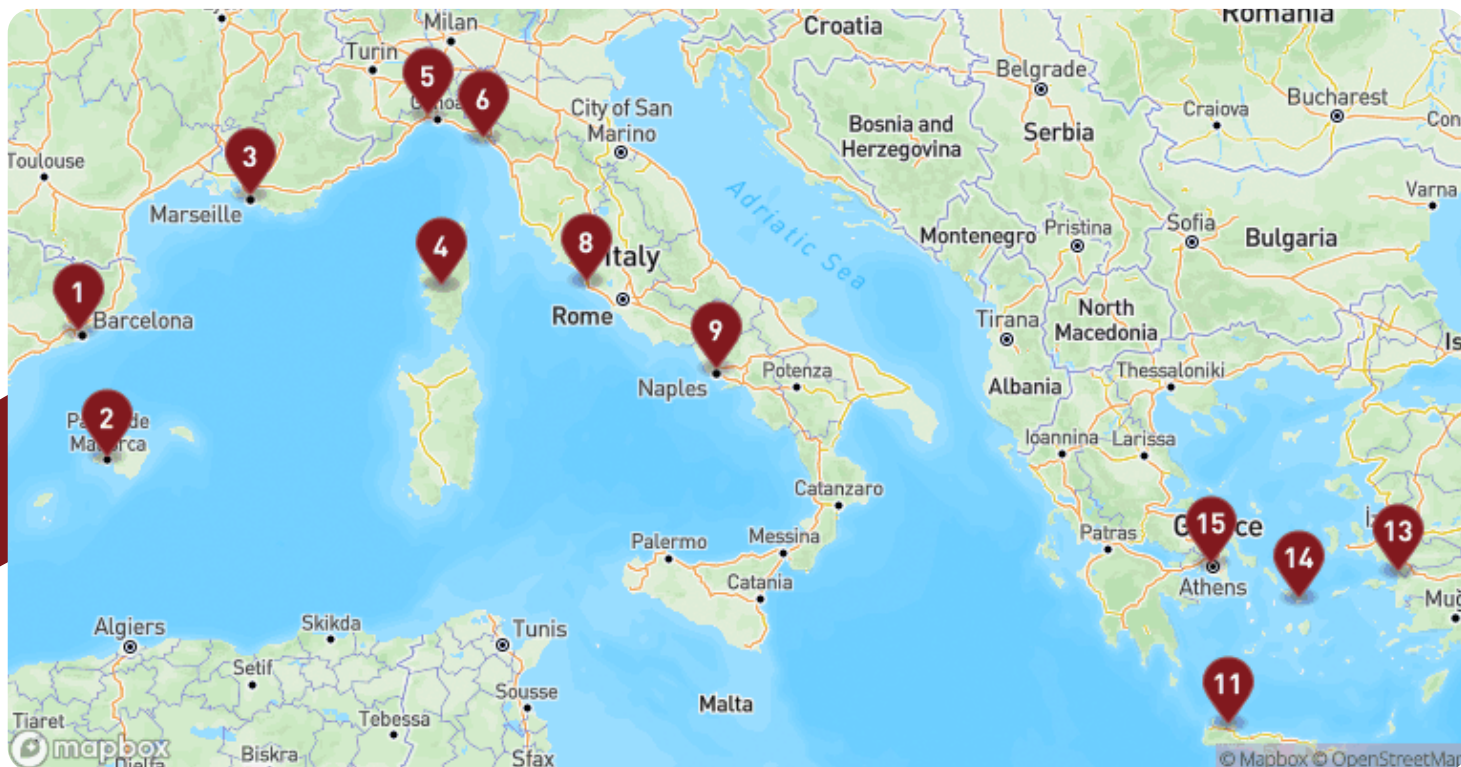 Milan
Croatia
Romania
Turin
Belgrade
5
6
City of San
Marino
Craiova
Bucharest
Bosnia and
Herzegovina
Serbia
3
Toulouse
Marseille
Adriatic Sea
Varna
Montenegro
Pristina
Sofia
Bulgaria
4
8
Italy
1
Barcelona
Rome
9
Tirana
North
Macedonia
Naples
Potenza
Albania
Thessaloniki
2
Ioannina
Larissa
Catanzaro
15
13
Palermo
Messina
Patras
14
Catania
Athens
Algiers
Skikda
Tunis
Setif
11
Sousse
Malta
Tiaret
Tebessa
mapbox
Biskra
Sfax
© Mapbox © OpenStreetMap